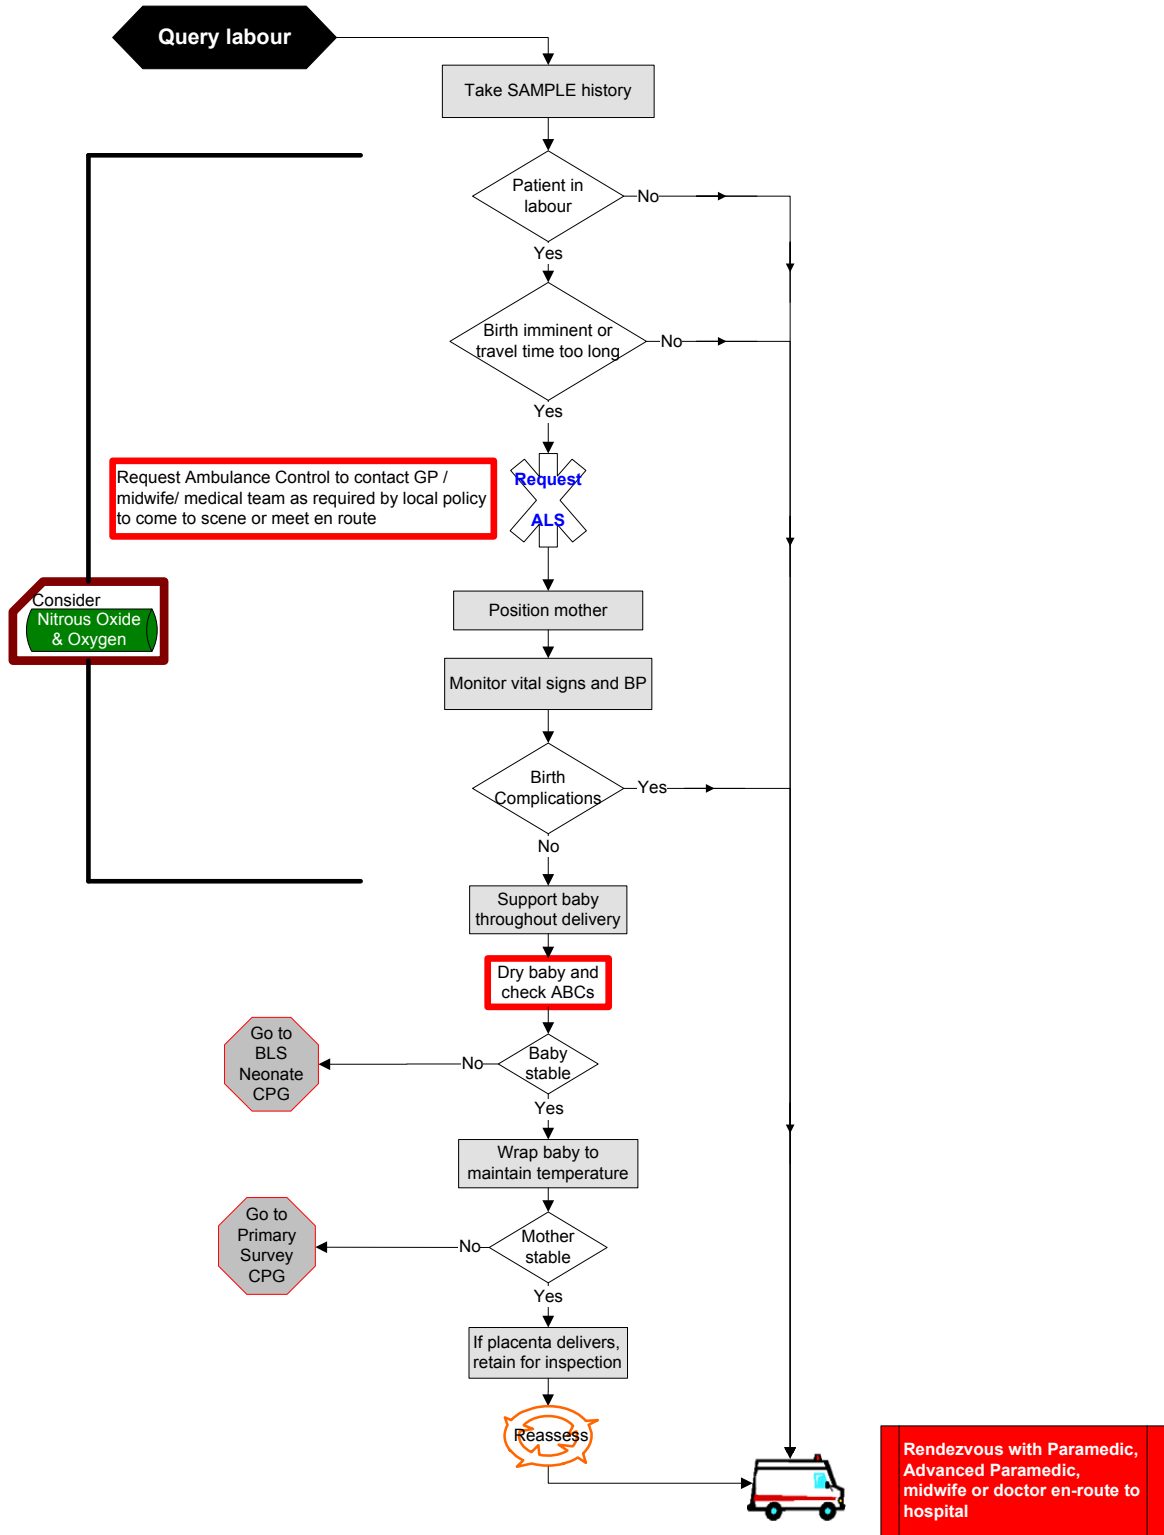 Query labour
Take SAMPLE history
Patient in
labour
No
Yes
Birth imminent or
travel time too long
No
Yes
Request Ambulance Control to contact GP /
midwife/ medical team as required by local policy
to come to scene or meet en route
Request
ALS
Consider
Nitrous Oxide
& Oxygen
Position mother
Monitor vital signs and BP
Birth
Complications
Yes
No
Support baby
throughout delivery
Dry baby and
check ABCs
Baby
stable
No
Go to
BLS
Neonate
CPG
Yes
Wrap baby to
maintain temperature
Mother
stable
No
Go to
Primary
Survey
CPG
Yes
If placenta delivers,
retain for inspection
Reassess
Rendezvous with Paramedic,
Advanced Paramedic,
midwife or doctor en-route to
hospital